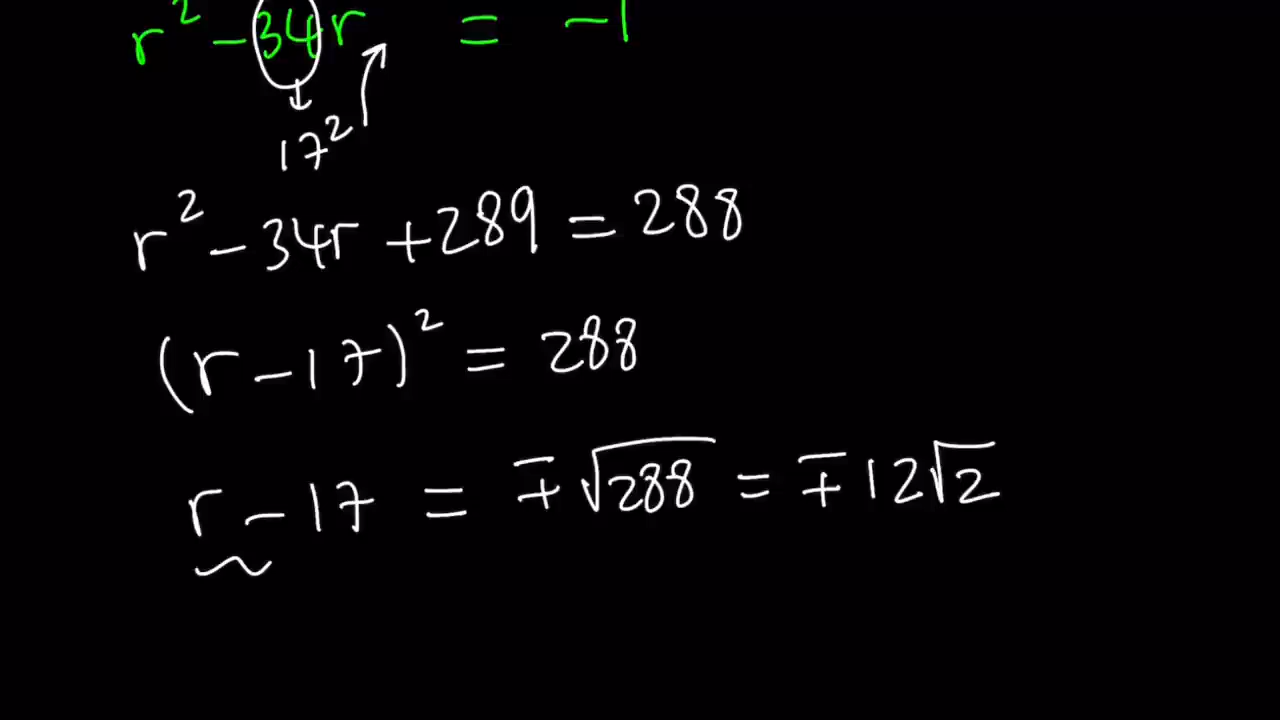 r² - 34r = -1
17²
r² - 34r + 289 = 288
(r - 17)² = 288
r - 17 = ∓√288 = ∓12√2